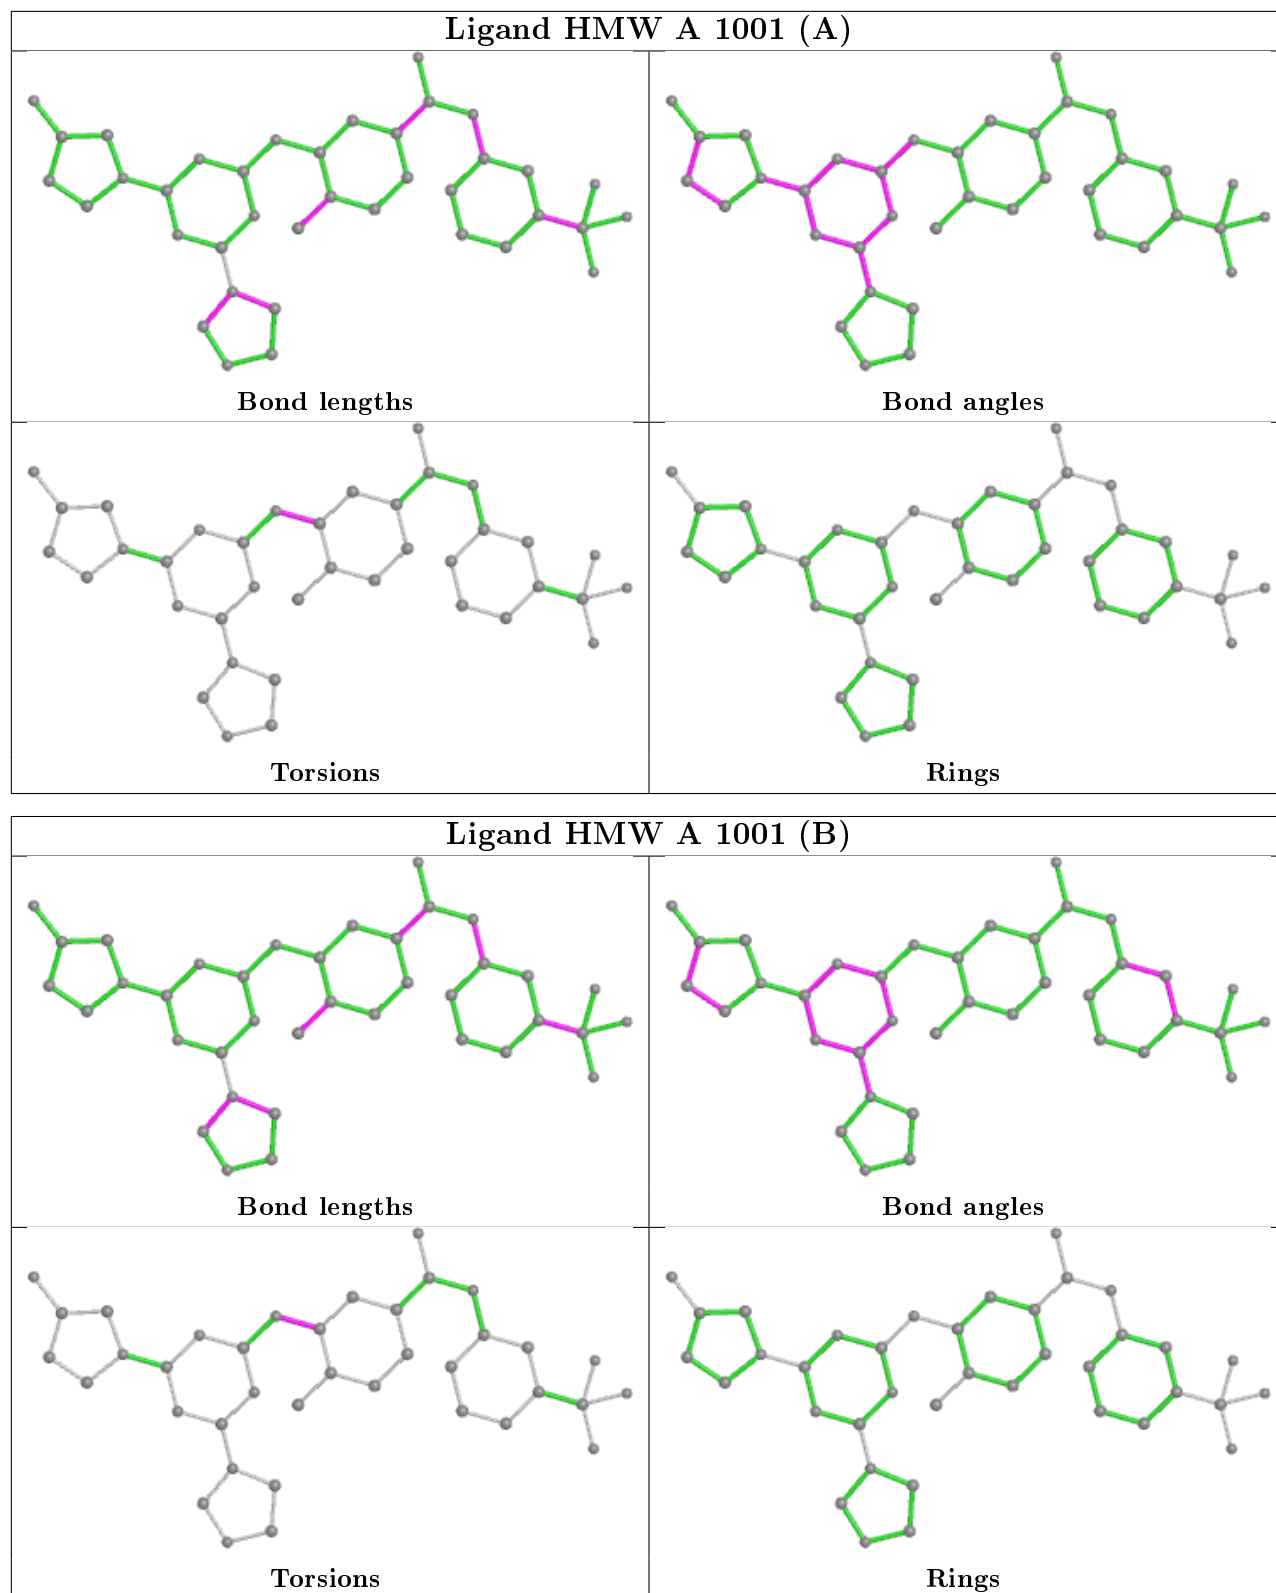 Ligand HMW A 1001 (A)
Bond lengths
Bond angles
Torsions
Rings
Ligand HMW A 1001 (B)
Bond lengths
Bond angles
Torsions
Rings